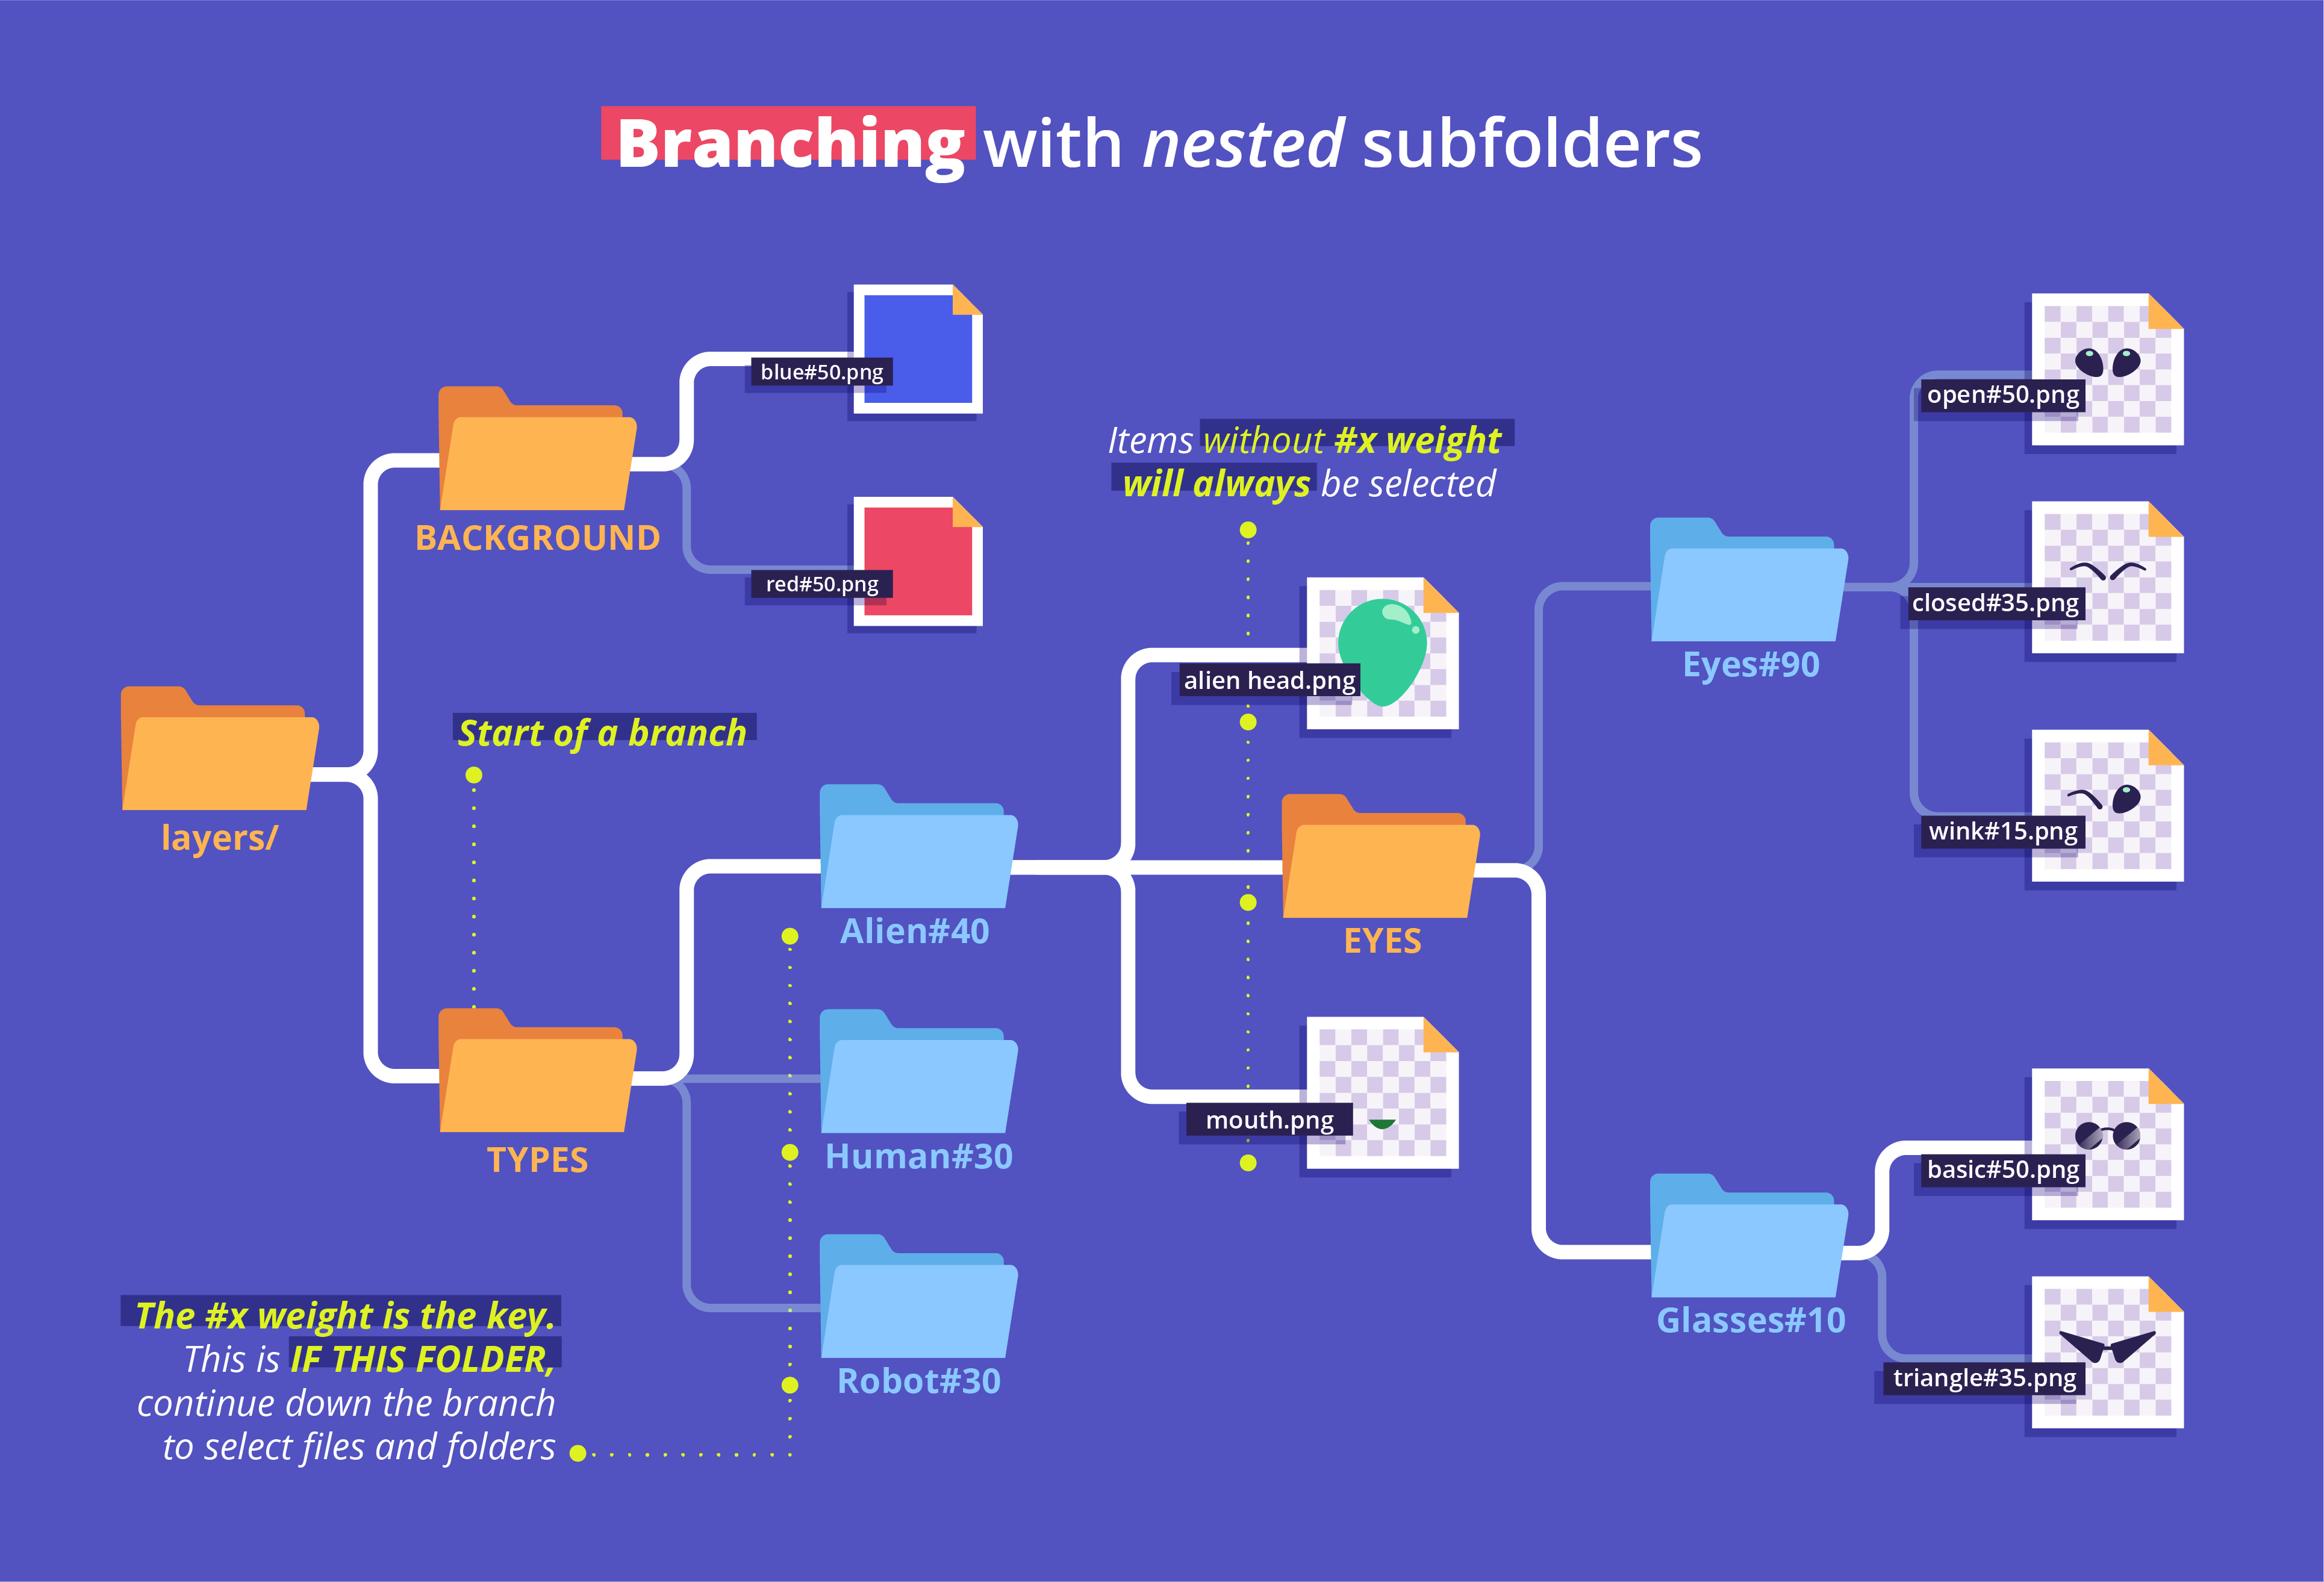 Branching with nested subfolders
blue#50.png
BACKGROUND
red#50.png
layers/
Start of a branch
TYPES
Alien#40
Human#30
Robot#30
The #x weight is the key.
This is IF THIS FOLDER,
continue down the branch
to select files and folders
Items without #x weight
will always be selected
alien head.png
EYES
mouth.png
Eyes#90
open#50.png
closed#35.png
wink#15.png
Glasses#10
basic#50.png
triangle#35.png